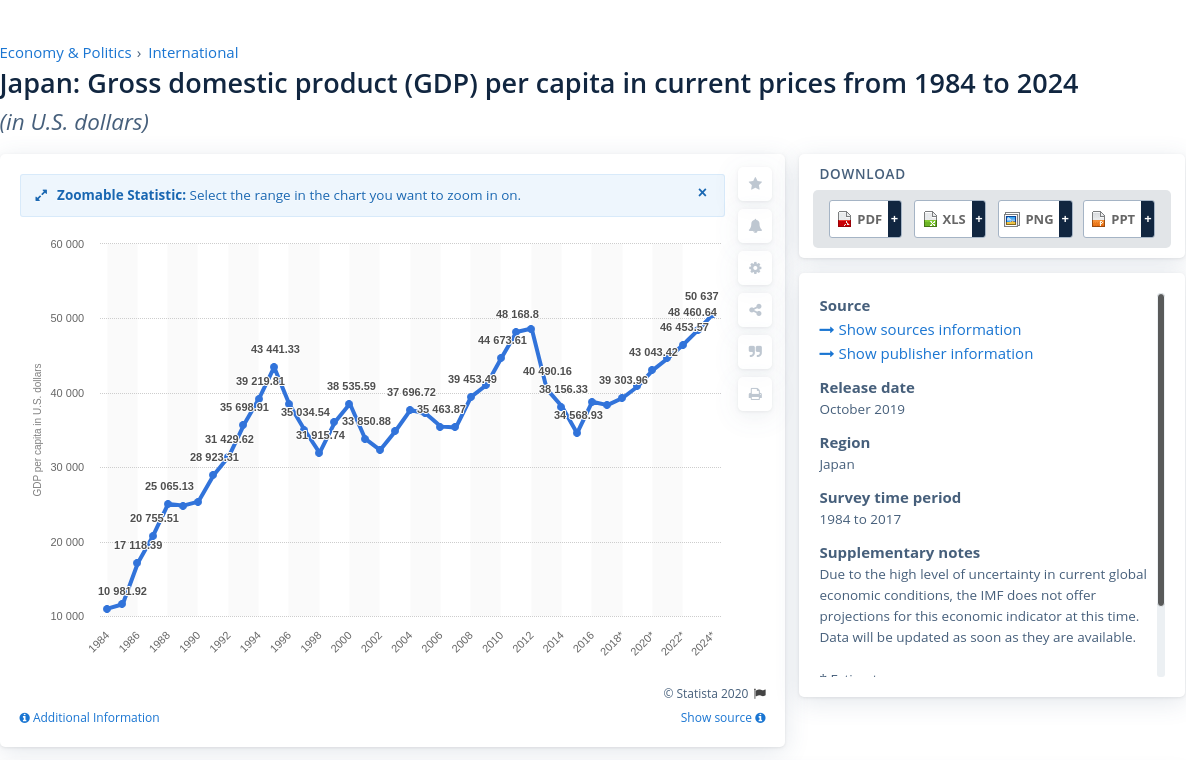 Economy & Politics › International
Japan: Gross domestic product (GDP) per capita in current prices from 1984 to 2024
(in U.S. dollars)
Zoomable Statistic: Select the range in the chart you want to zoom in on. ×
60 000
50 000
40 000
30 000
20 000
10 000
GDP per capita in U.S. dollars
10 981.92
17 118.39
20 755.51
25 065.13
28 923.31
31 429.62
35 698.91
39 219.81
43 441.33
35 034.54
31 915.74
38 535.59
33 850.88
37 696.72
35 463.87
39 453.49
44 673.61
48 168.8
40 490.16
38 156.33
34 568.93
39 303.96
43 042.42
46 453.57
48 460.64
50 637
1984
1986
1988
1990
1992
1994
1996
1998
2000
2002
2004
2006
2008
2010
2012
2014
2016
2018*
2020*
2022*
2024*
© Statista 2020
Additional Information
Show source
DOWNLOAD
PDF + XLS + PNG + PPT +
Source
Show sources information
Show publisher information
Release date
October 2019
Region
Japan
Survey time period
1984 to 2017
Supplementary notes
Due to the high level of uncertainty in current global
economic conditions, the IMF does not offer
projections for this economic indicator at this time.
Data will be updated as soon as they are available.